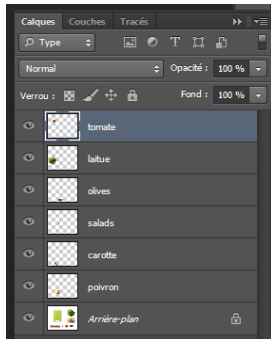 Calques Couches Tracés
Type
Normal Opacité : 100 %
Verrou : Fond : 100 %
tomate
laitue
olives
salads
carotte
poivron
Arrière-plan